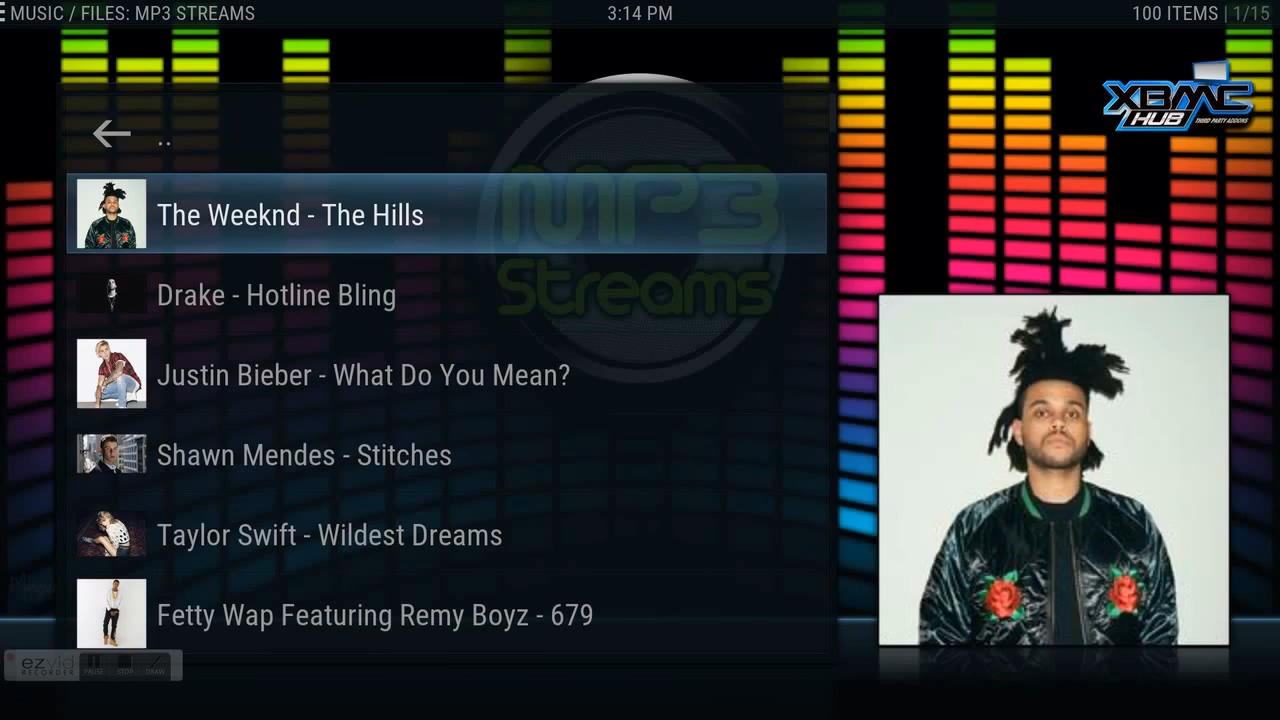 MUSIC / FILES: MP3 STREAMS
3:14 PM
100 ITEMS | 1/15
XBMC
HUB THIRD PARTY ADDONS
..
MP3
Streams
The Weeknd - The Hills
Drake - Hotline Bling
Justin Bieber - What Do You Mean?
Shawn Mendes - Stitches
Taylor Swift - Wildest Dreams
Fetty Wap Featuring Remy Boyz - 679
ezvid
RECORDER
PAUSE
STOP
DRAW